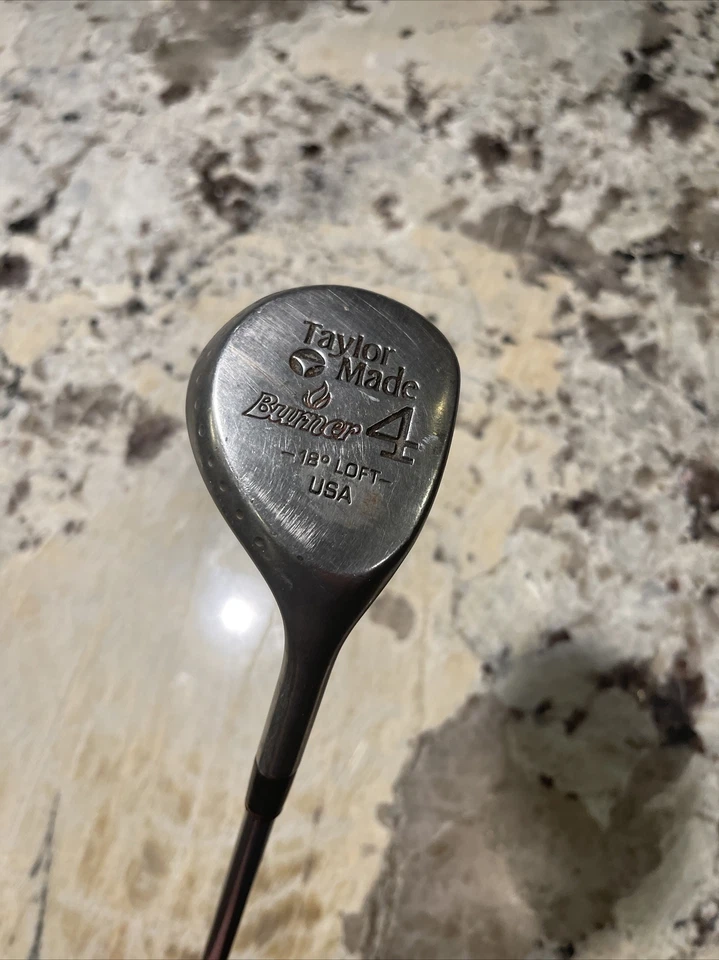 Taylor
Made
Burner 4
-18° LOFT-
USA